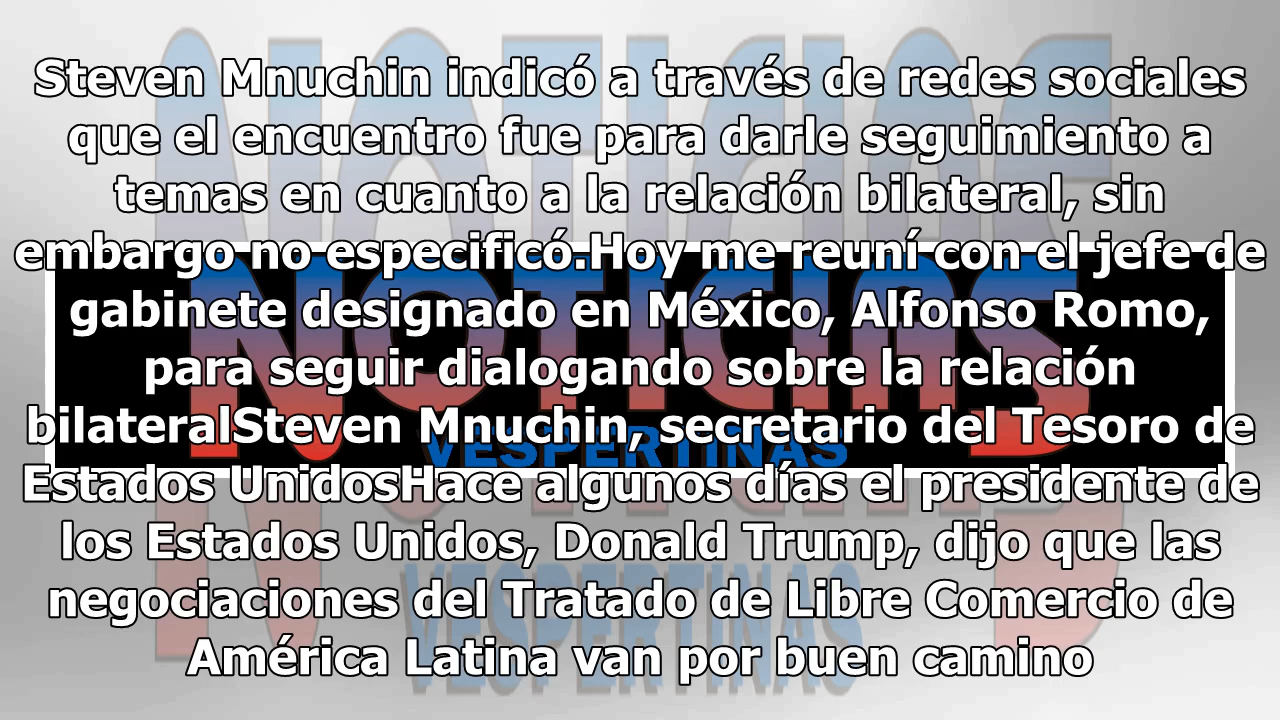 Steven Mnuchin indicó a través de redes sociales
que el encuentro fue para darle seguimiento a
temas en cuanto a la relación bilateral, sin
embargo no especificó.Hoy me reuní con el jefe de
gabinete designado en México, Alfonso Romo,
para seguir dialogando sobre la relación
bilateralSteven Mnuchin, secretario del Tesoro de
Estados UnidosHace algunos días el presidente de
los Estados Unidos, Donald Trump, dijo que las
negociaciones del Tratado de Libre Comercio de
América Latina van por buen camino
NOTICIAS
VESPERTINAS
NOTICIAS
VESPERTINAS